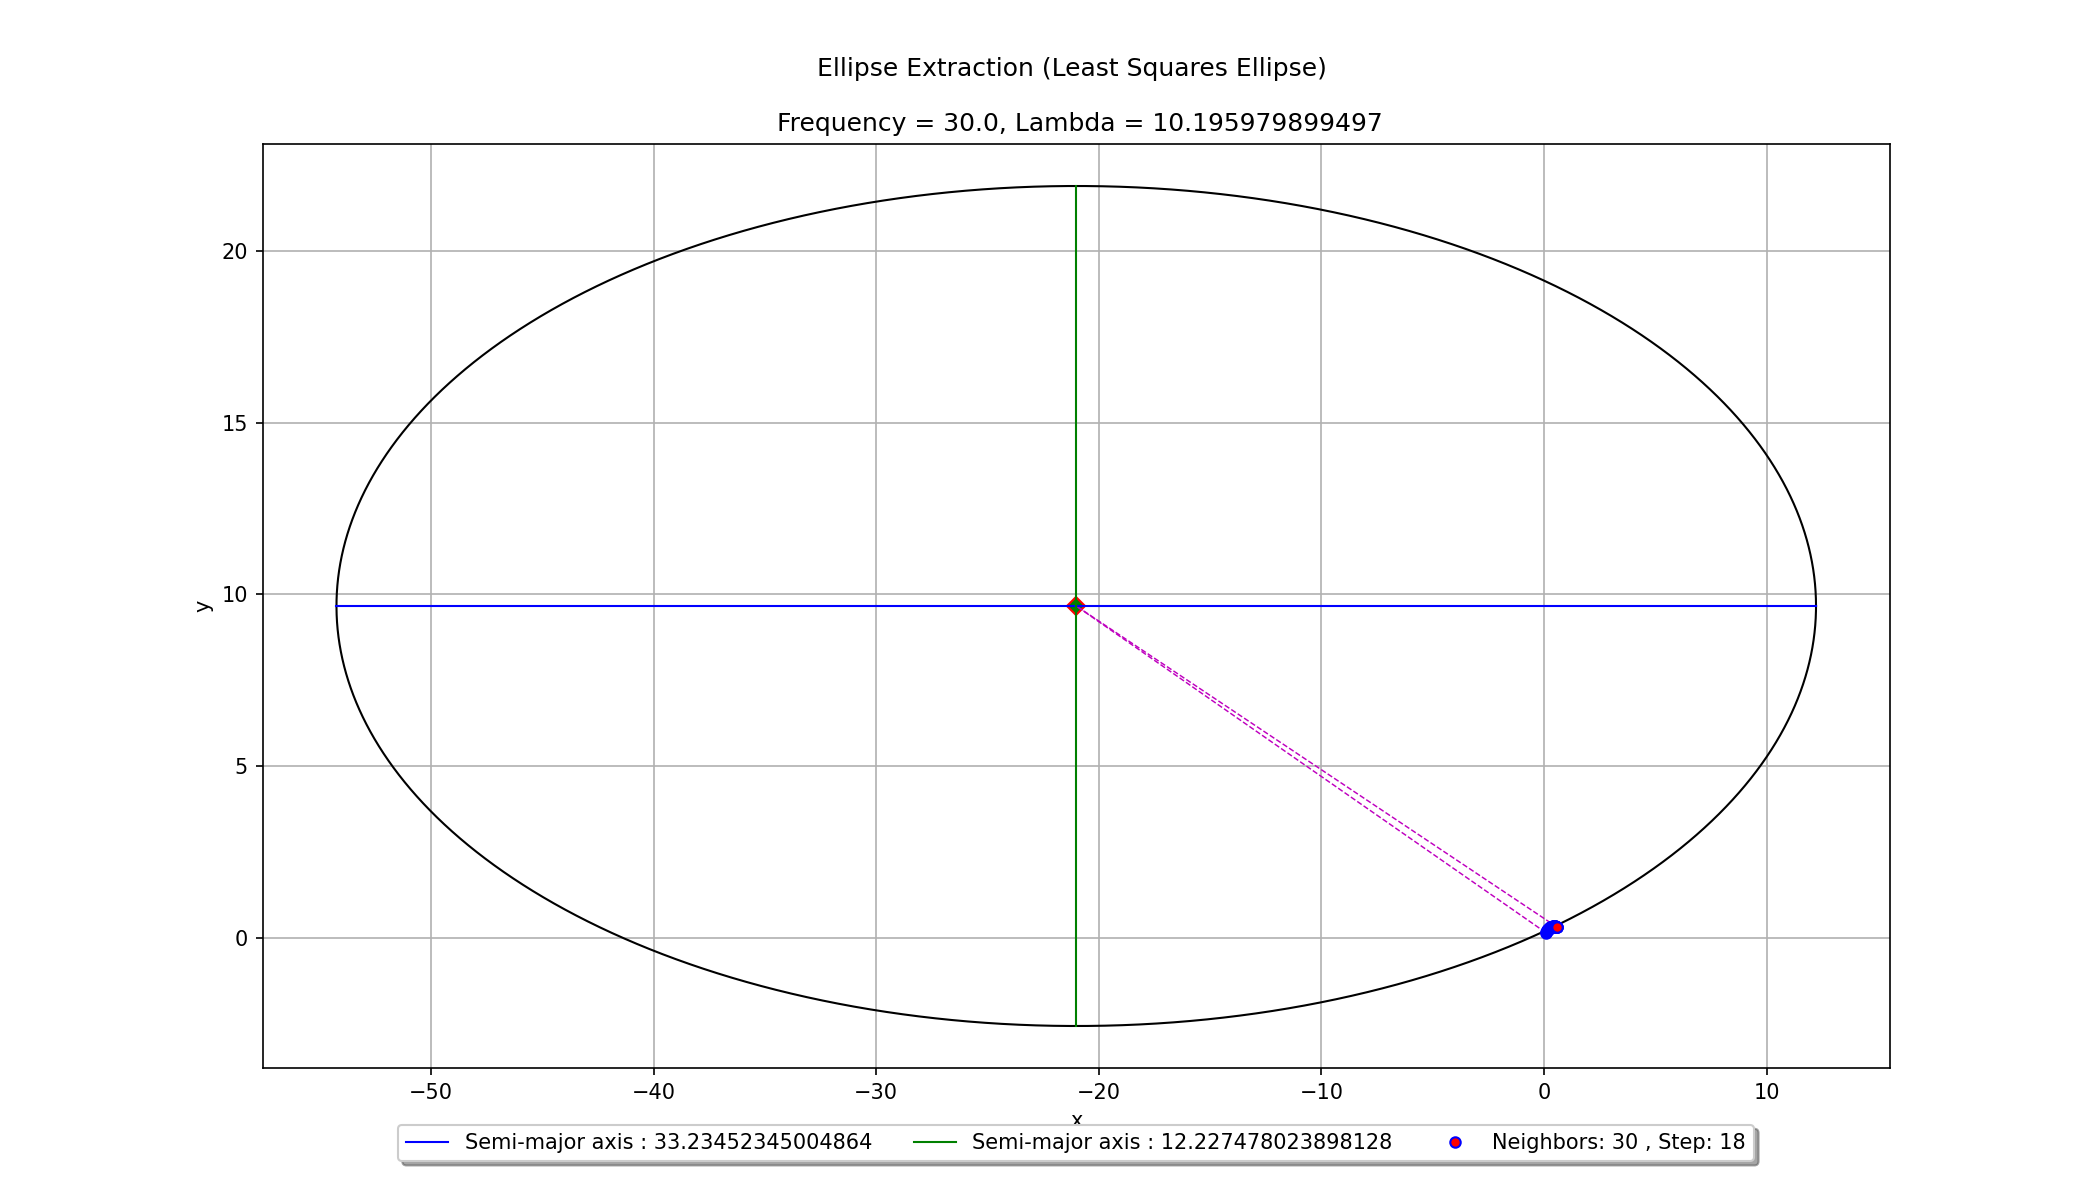 Ellipse Extraction (Least Squares Ellipse)
Frequency = 30.0, Lambda = 10.195979899497
20
15
10
5
0
y
−50 −40 −30 −20 −10 0 10
x
Semi-major axis : 33.23452345004864 Semi-major axis : 12.227478023898128 Neighbors: 30 , Step: 18